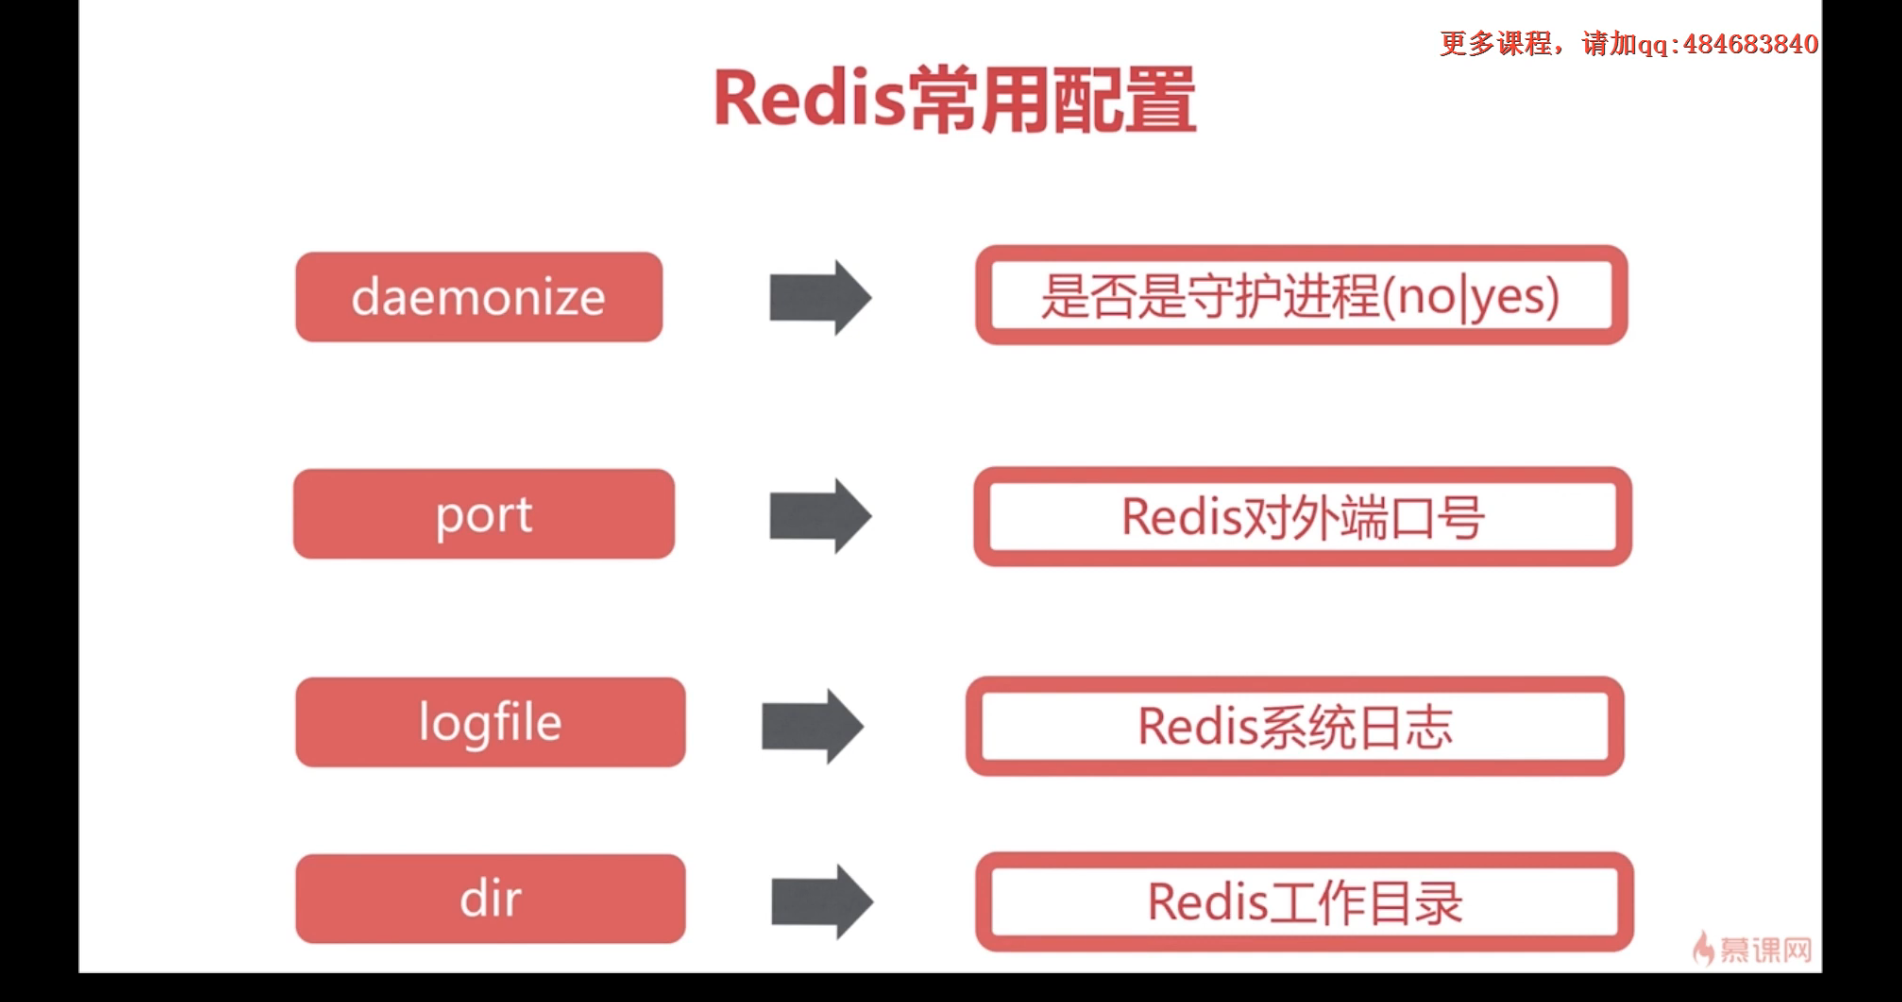 更多课程，请加qq:484683840
Redis常用配置
daemonize
是否是守护进程(no|yes)
port
Redis对外端口号
logfile
Redis系统日志
dir
Redis工作目录
慕课网